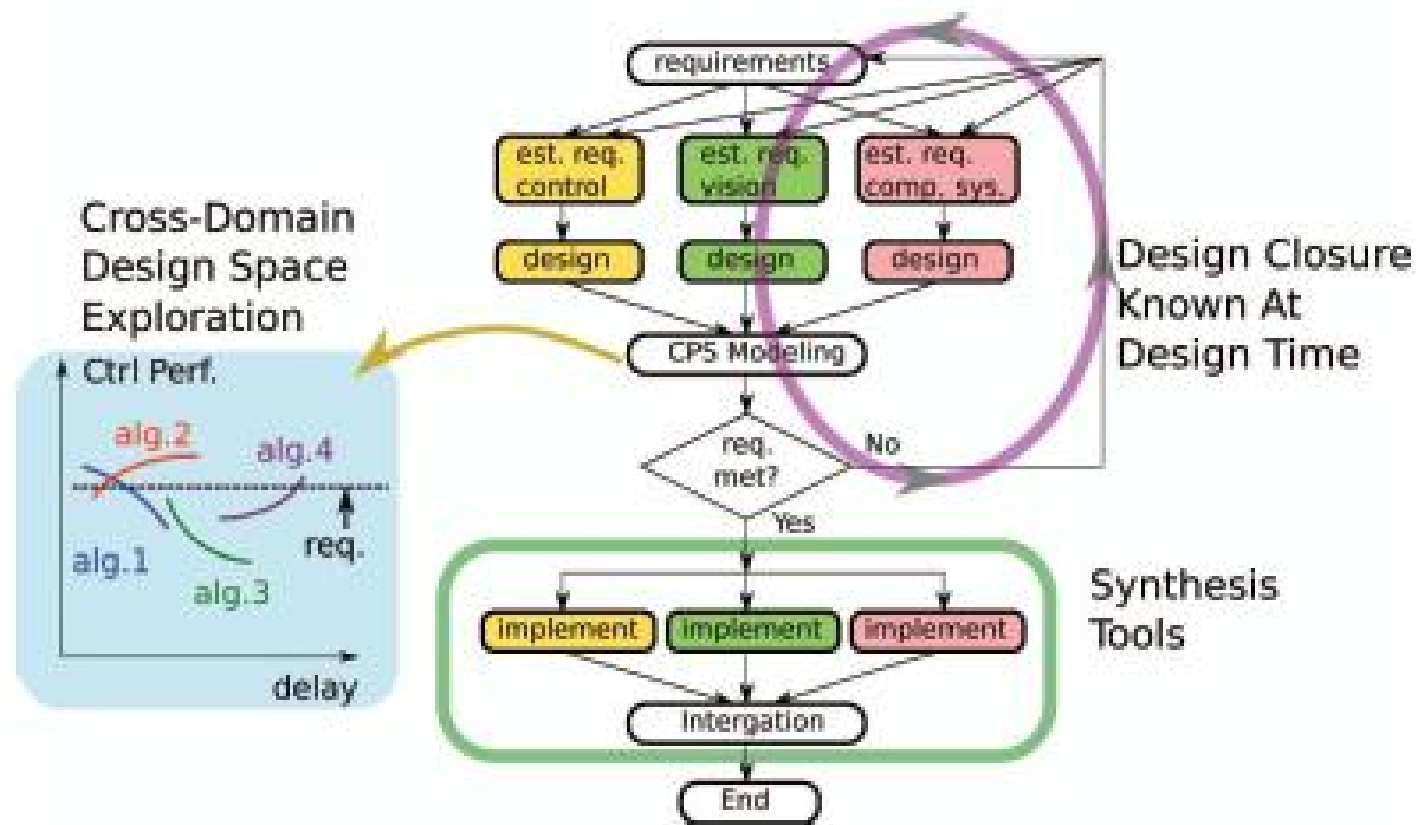 requirements
est. req.
control
est. req.
vision
est. req.
comp. sys.
design
design
design
CPS Modeling
req.
met?
No
Yes
implement
implement
implement
Intergation
End
Cross-Domain
Design Space
Exploration
Ctrl Perf.
alg.2
alg.4
alg.1
req.
alg.3
delay
Design Closure
Known At
Design Time
Synthesis
Tools